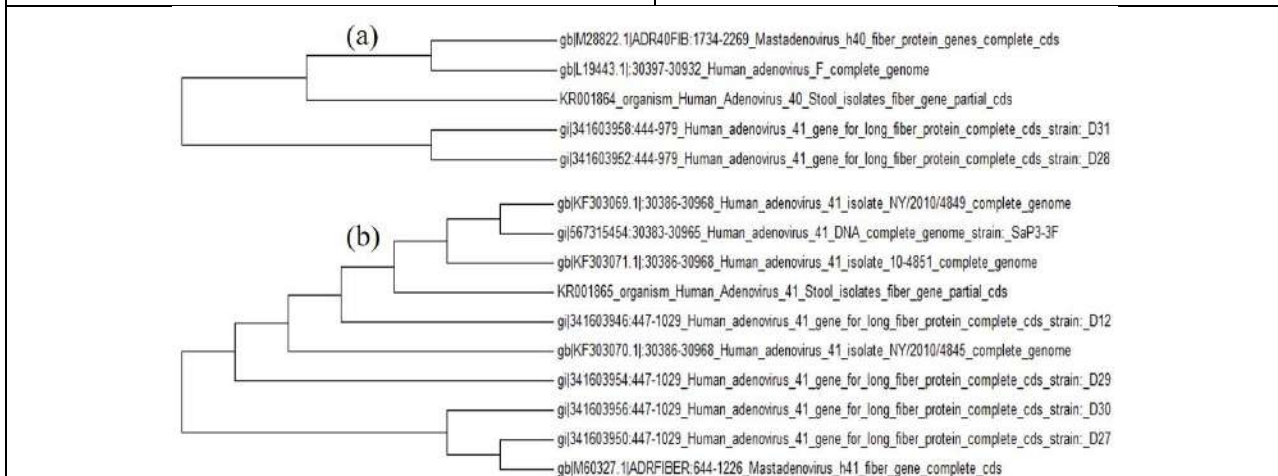 (a)
gb|M28822.1|ADR40FIB:1734-2269_Mastadenovirus_h40_fiber_protein_genes_complete_cds
gb|L19443.1|:30397-30932_Human_adenovirus_F_complete_genome
KR001864_organism_Human_Adenovirus_40_Stool_isolates_fiber_gene_partial_cds
gi|341603958:444-979_Human_adenovirus_41_gene_for_long_fiber_protein_complete_cds_strain:_D31
gi|341603952:444-979_Human_adenovirus_41_gene_for_long_fiber_protein_complete_cds_strain:_D28
(b)
gb|KF303069.1|:30386-30968_Human_adenovirus_41_isolate_NY/2010/4849_complete_genome
gi|567315454:30383-30965_Human_adenovirus_41_DNA_complete_genome_strain:_SaP3-3F
gb|KF303071.1|:30386-30968_Human_adenovirus_41_isolate_10-4851_complete_genome
KR001865_organism_Human_Adenovirus_41_Stool_isolates_fiber_gene_partial_cds
gi|341603946:447-1029_Human_adenovirus_41_gene_for_long_fiber_protein_complete_cds_strain:_D12
gb|KF303070.1|:30386-30968_Human_adenovirus_41_isolate_NY/2010/4845_complete_genome
gi|341603954:447-1029_Human_adenovirus_41_gene_for_long_fiber_protein_complete_cds_strain:_D29
gi|341603956:447-1029_Human_adenovirus_41_gene_for_long_fiber_protein_complete_cds_strain:_D30
gi|341603950:447-1029_Human_adenovirus_41_gene_for_long_fiber_protein_complete_cds_strain:_D27
gb|M60327.1|ADRFIBER:644-1226_Mastadenovirus_h41_fiber_gene_complete_cds